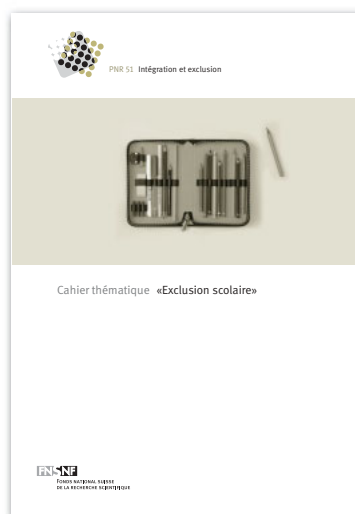 PNR 51 Intégration et exclusion
Cahier thématique «Exclusion scolaire»
FNSNF
FONDS NATIONAL SUISSE
DE LA RECHERCHE SCIENTIFIQUE